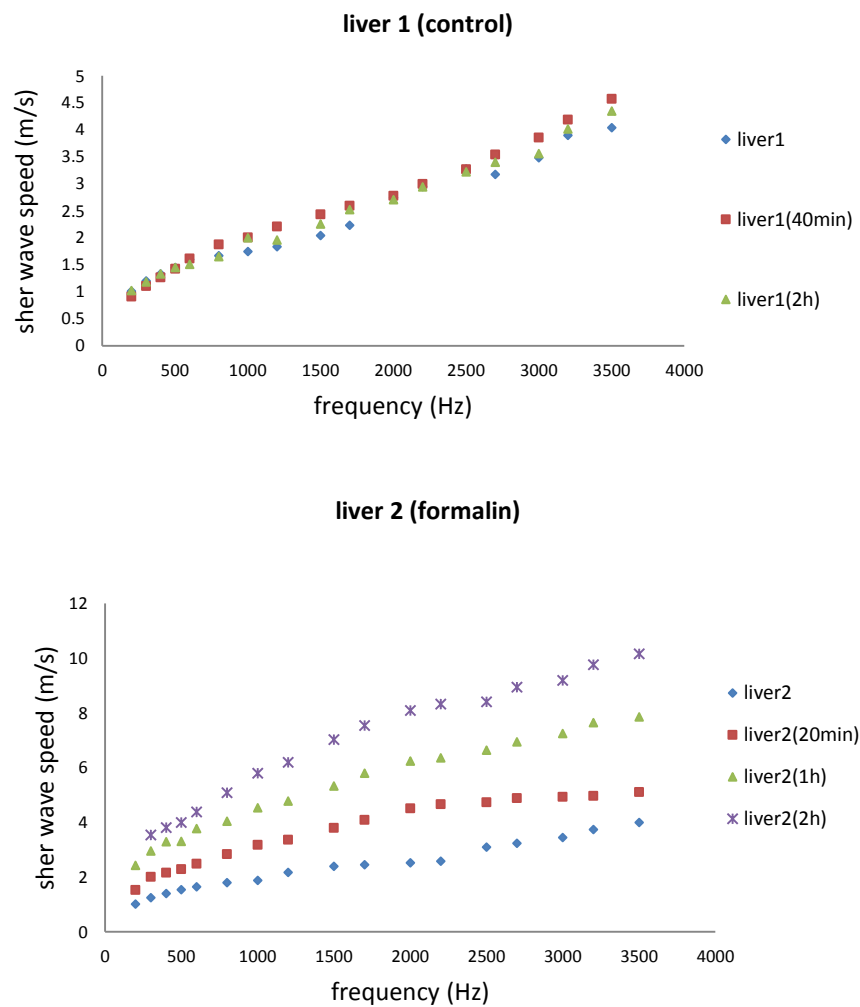 liver 1 (control)
5
4.5
4
3.5
3
2.5
2
1.5
1
0.5
0
sher wave speed (m/s)
0 500 1000 1500 2000 2500 3000 3500 4000
frequency (Hz)
liver1
liver1(40min)
liver1(2h)
liver 2 (formalin)
12
10
8
6
4
2
0
sher wave speed (m/s)
0 500 1000 1500 2000 2500 3000 3500 4000
frequency (Hz)
liver2
liver2(20min)
liver2(1h)
liver2(2h)